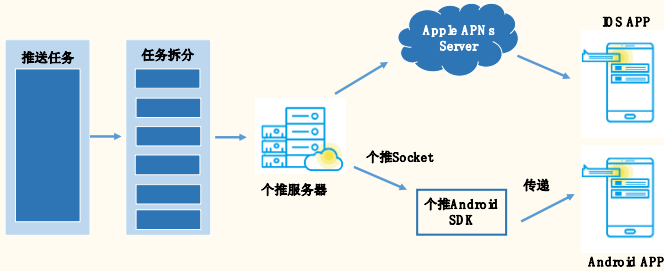 推送任务
任务拆分
Apple APNs
Server
IOS APP
个推服务器
个推Socket
个推Android
SDK
传递
Android APP